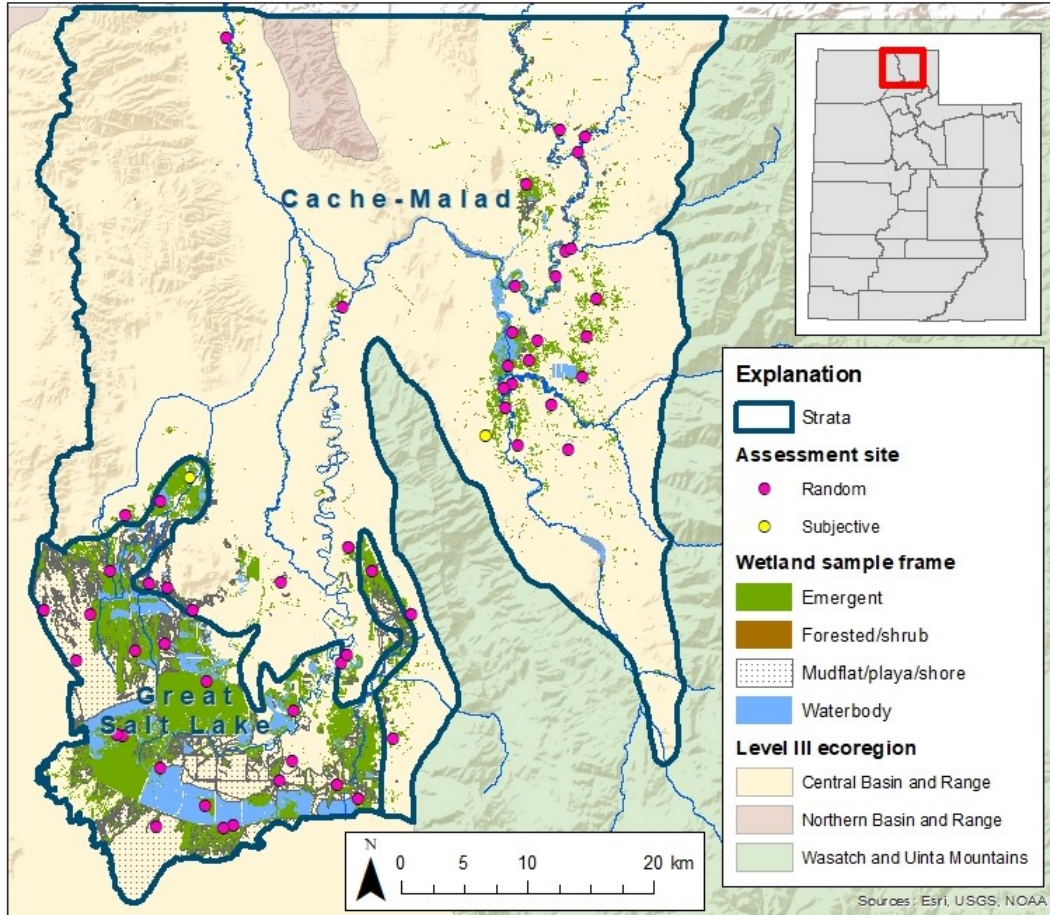 Cache-Malad
Great
Salt Lake
N
0 10 20 km
Explanation
Strata
Assessment site
Random
Subjective
Wetland sample frame
Emergent
Forested/shrub
Mudflat/playa/shore
Waterbody
Level III ecoregion
Central Basin and Range
Northern Basin and Range
Wasatch and Uinta Mountains
Sources: Esri, USGS, NOAA